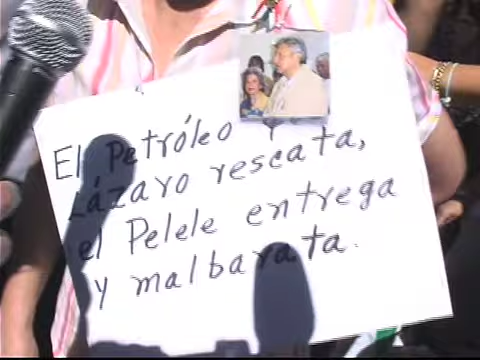 El Petróleo y
Lázaro rescata,
el Pelele entrega
y malbarata.